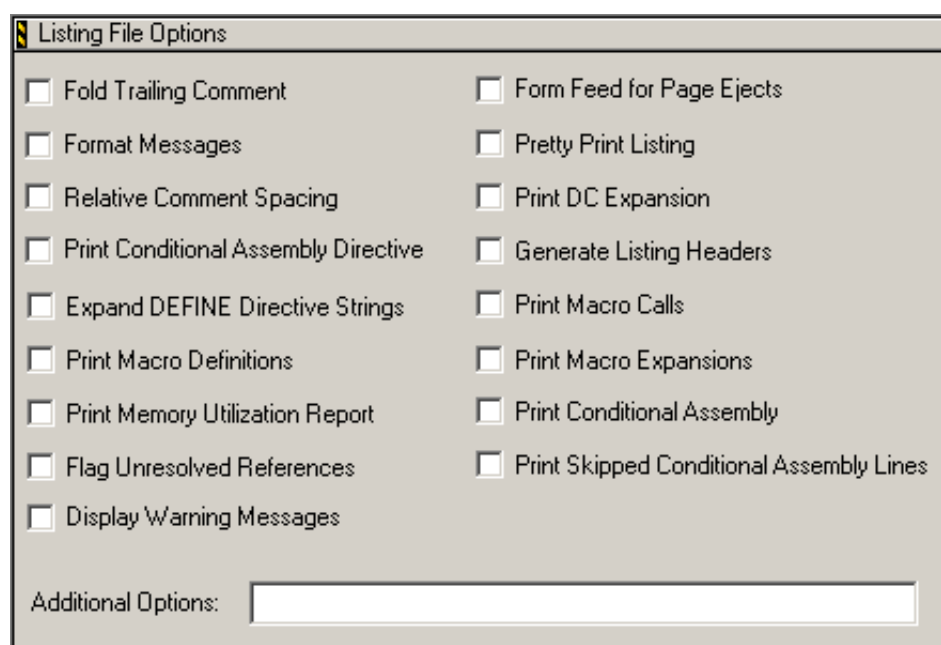 Listing File Options
Fold Trailing Comment
Form Feed for Page Ejects
Format Messages
Pretty Print Listing
Relative Comment Spacing
Print DC Expansion
Print Conditional Assembly Directive
Generate Listing Headers
Expand DEFINE Directive Strings
Print Macro Calls
Print Macro Definitions
Print Macro Expansions
Print Memory Utilization Report
Print Conditional Assembly
Flag Unresolved References
Print Skipped Conditional Assembly Lines
Display Warning Messages
Additional Options: